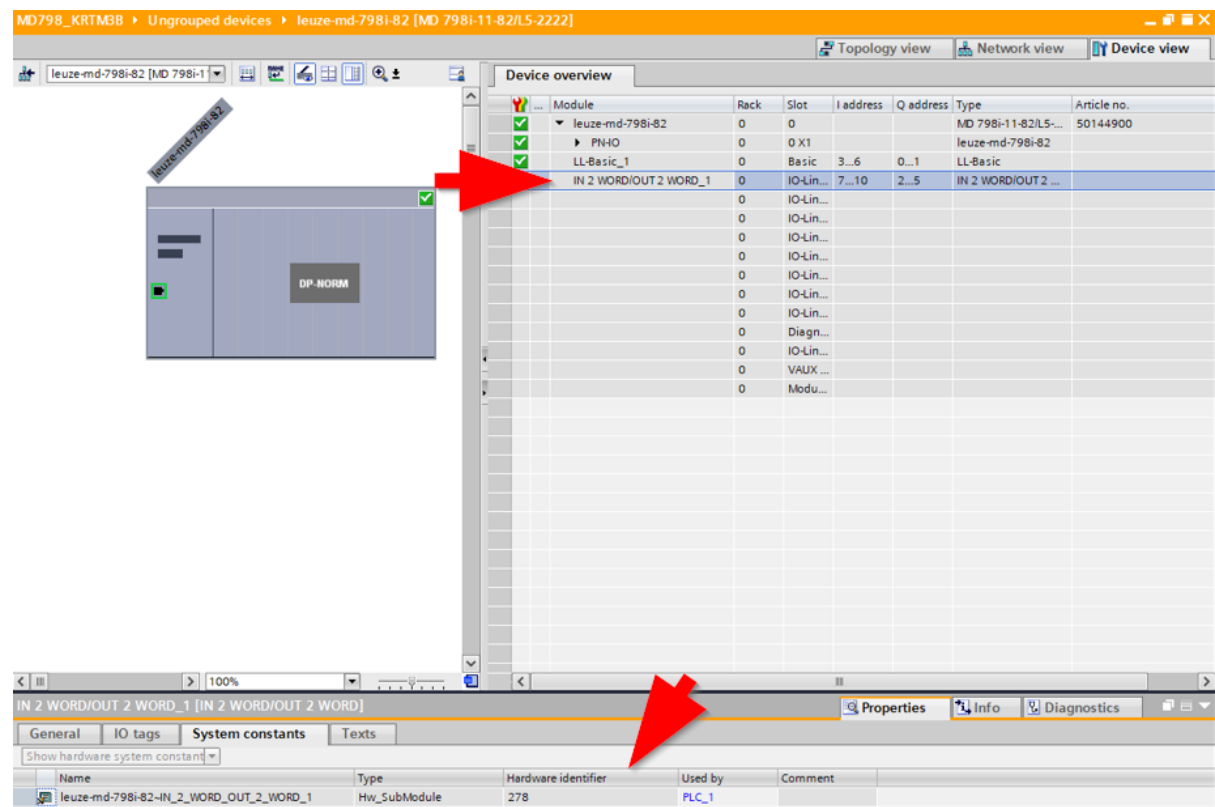 MD798_KRTM3B ▸ Ungrouped devices ▸ leuze-md-798i-82 [MD 798i-11-82/L5-2222]
Topology view Network view Device view
leuze-md-798i-82 [MD 798i-1
Device overview
... Module Rack Slot I address Q address Type Article no.
leuze-md-798i-82 0 0 MD 798i-11-82/L5-... 50144900
PN-IO 0 0 X1 leuze-md-798i-82
LL-Basic_1 0 Basic 3...6 0...1 LL-Basic
IN 2 WORD/OUT 2 WORD_1 0 IO-Lin... 7...10 2...5 IN 2 WORD/OUT 2 ...
0 IO-Lin...
0 IO-Lin...
0 IO-Lin...
0 IO-Lin...
0 IO-Lin...
0 IO-Lin...
0 IO-Lin...
0 Diagn...
0 IO-Lin...
0 VAUX ...
0 Modu...
leuze-md-798i-82
DP-NORM
100%
IN 2 WORD/OUT 2 WORD_1 [IN 2 WORD/OUT 2 WORD]
Properties Info Diagnostics
General IO tags System constants Texts
Show hardware system constant
Name Type Hardware identifier Used by Comment
leuze-md-798i-82~IN_2_WORD_OUT_2_WORD_1 Hw_SubModule 278 PLC_1